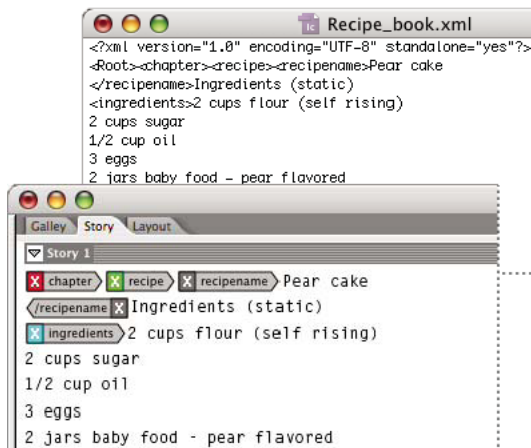 Recipe_book.xml
<?xml version="1.0" encoding="UTF-8" standalone="yes"?>
<Root><chapter><recipe><recipename>Pear cake
</recipename>Ingredients (static)
<ingredients>2 cups flour (self rising)
2 cups sugar
1/2 cup oil
3 eggs
2 jars baby food – pear flavored
Galley Story Layout
Story 1
chapter recipe recipename Pear cake
/recipename Ingredients (static)
ingredients 2 cups flour (self rising)
2 cups sugar
1/2 cup oil
3 eggs
2 jars baby food - pear flavored